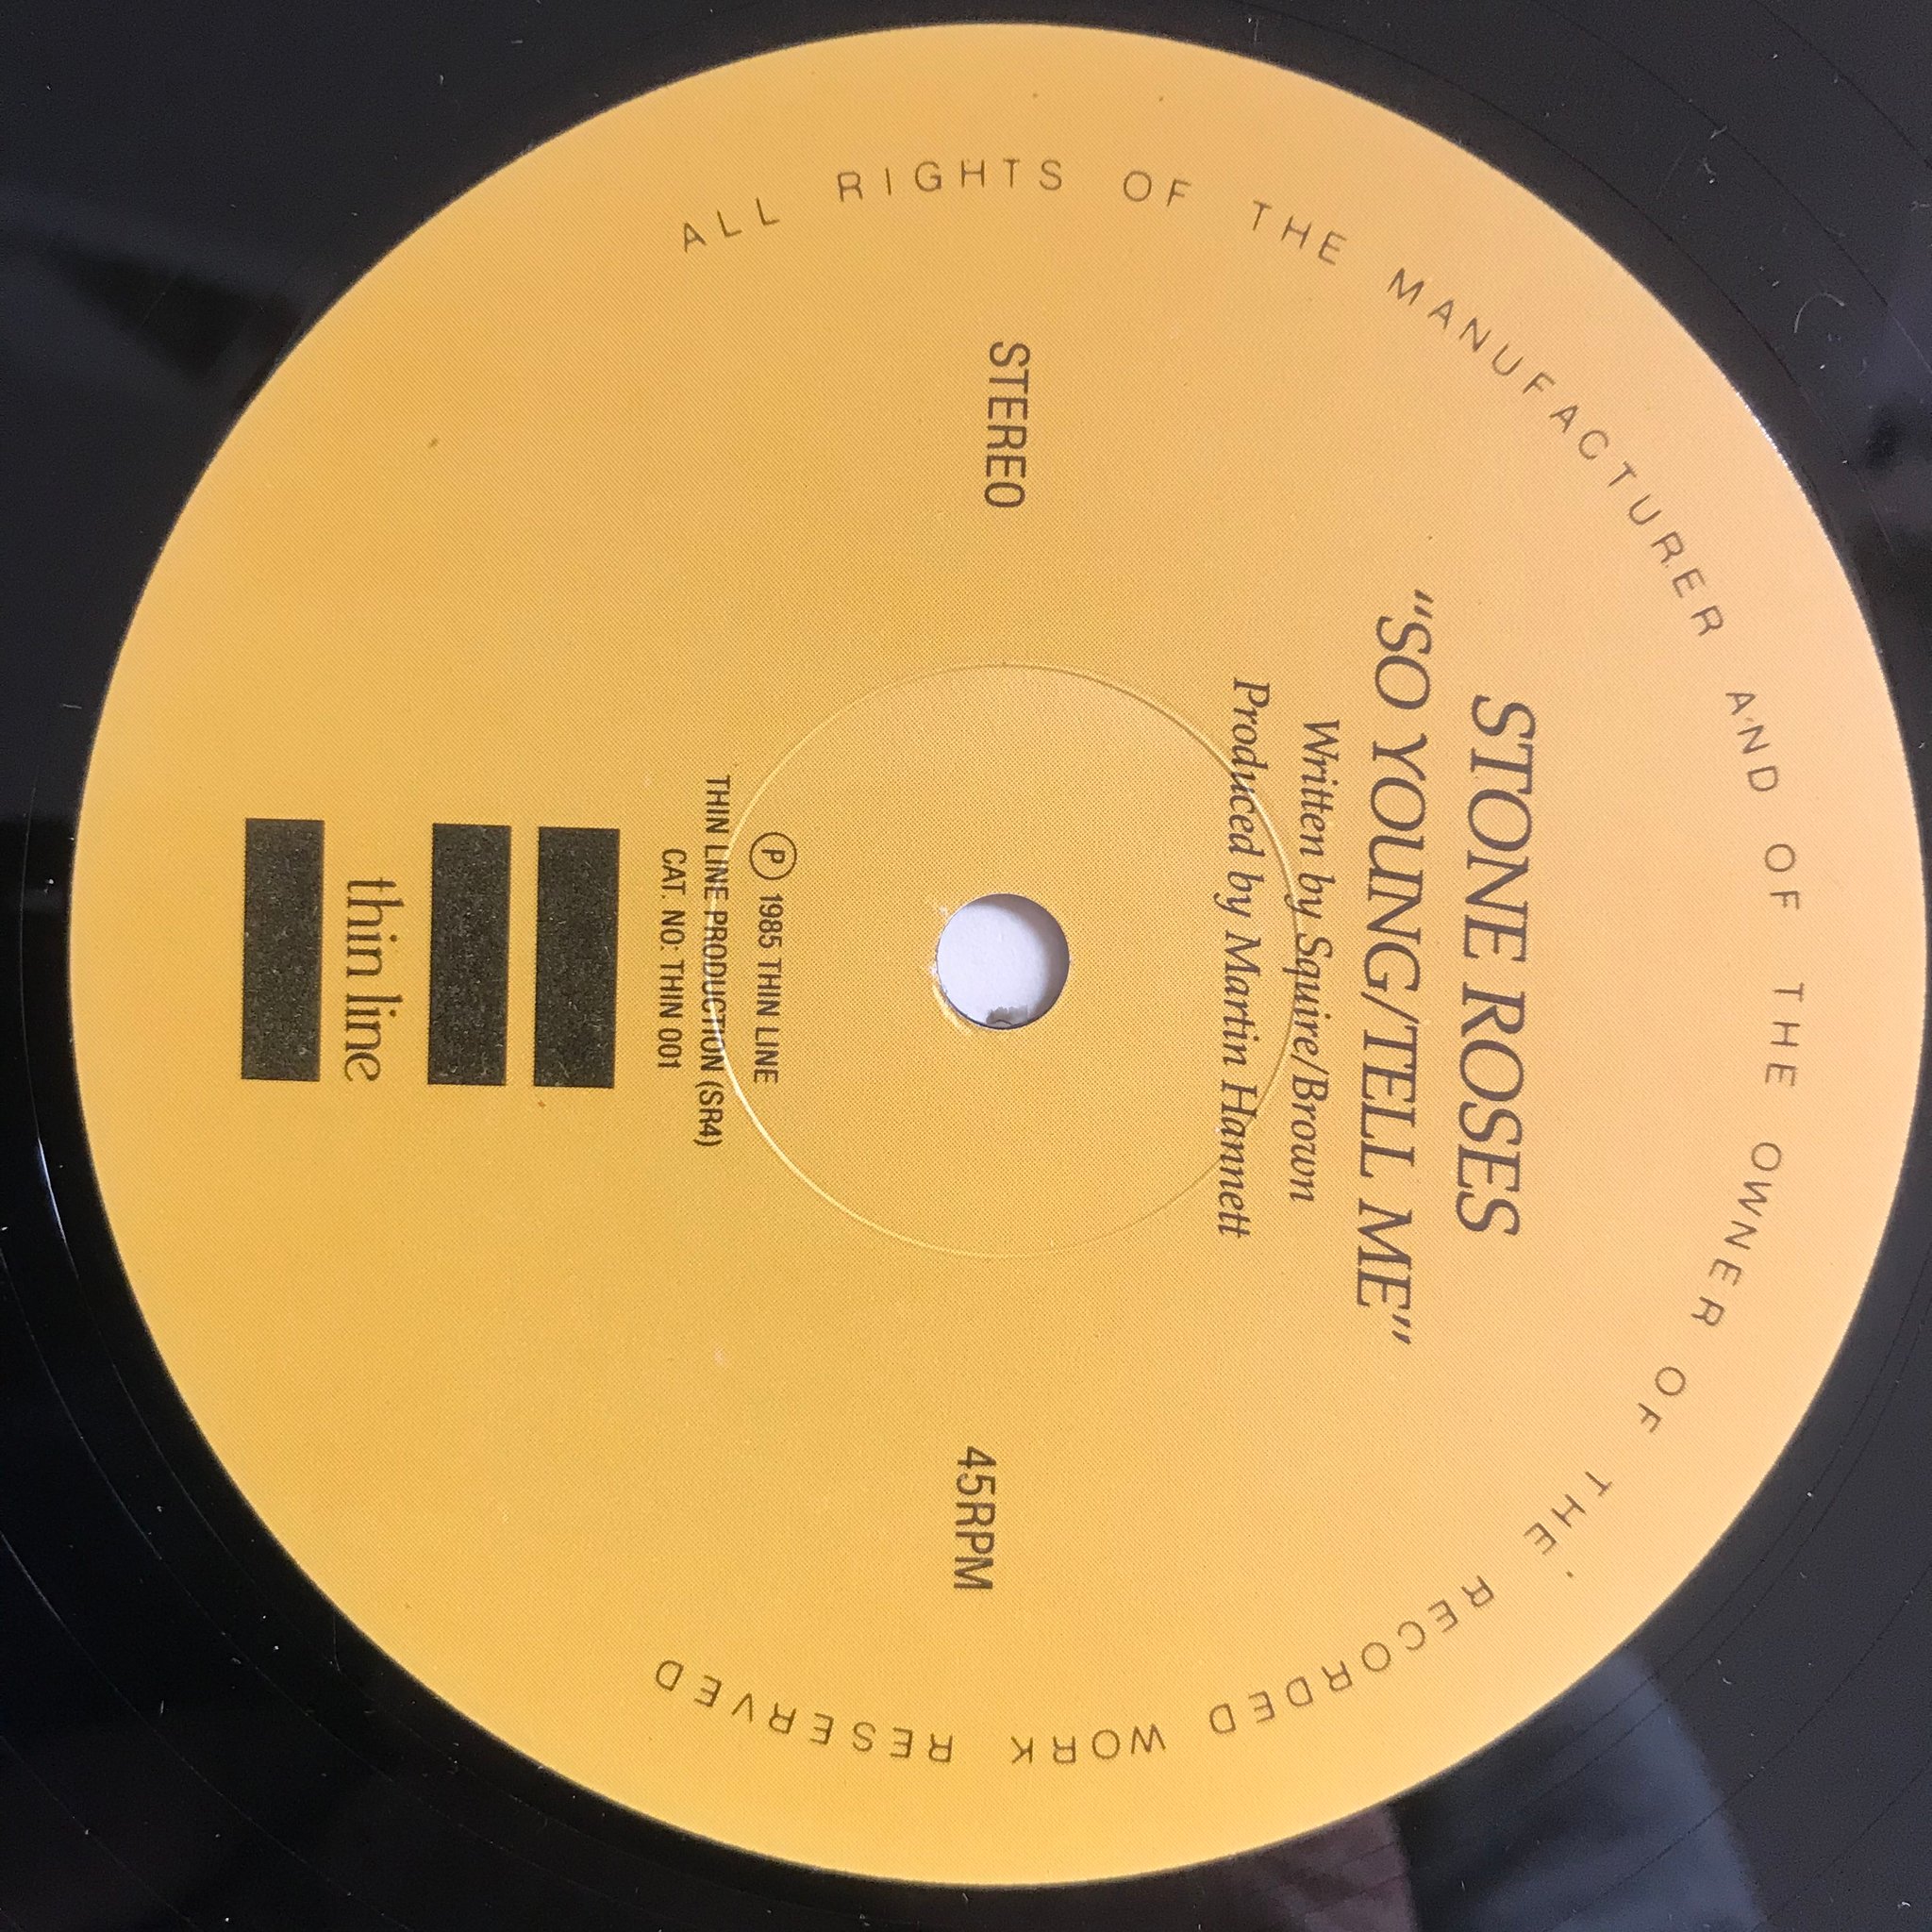 ALL RIGHTS OF THE MANUFACTURER AND OF THE OWNER OF THE RECORDED WORK RESERVED
STONE ROSES
"SO YOUNG/TELL ME"
Written by Squire/Brown
Produced by Martin Hannett
STEREO
45RPM
Ⓟ 1985 THIN LINE
THIN LINE PRODUCTION (SR4)
CAT. NO: THIN 001
thin line